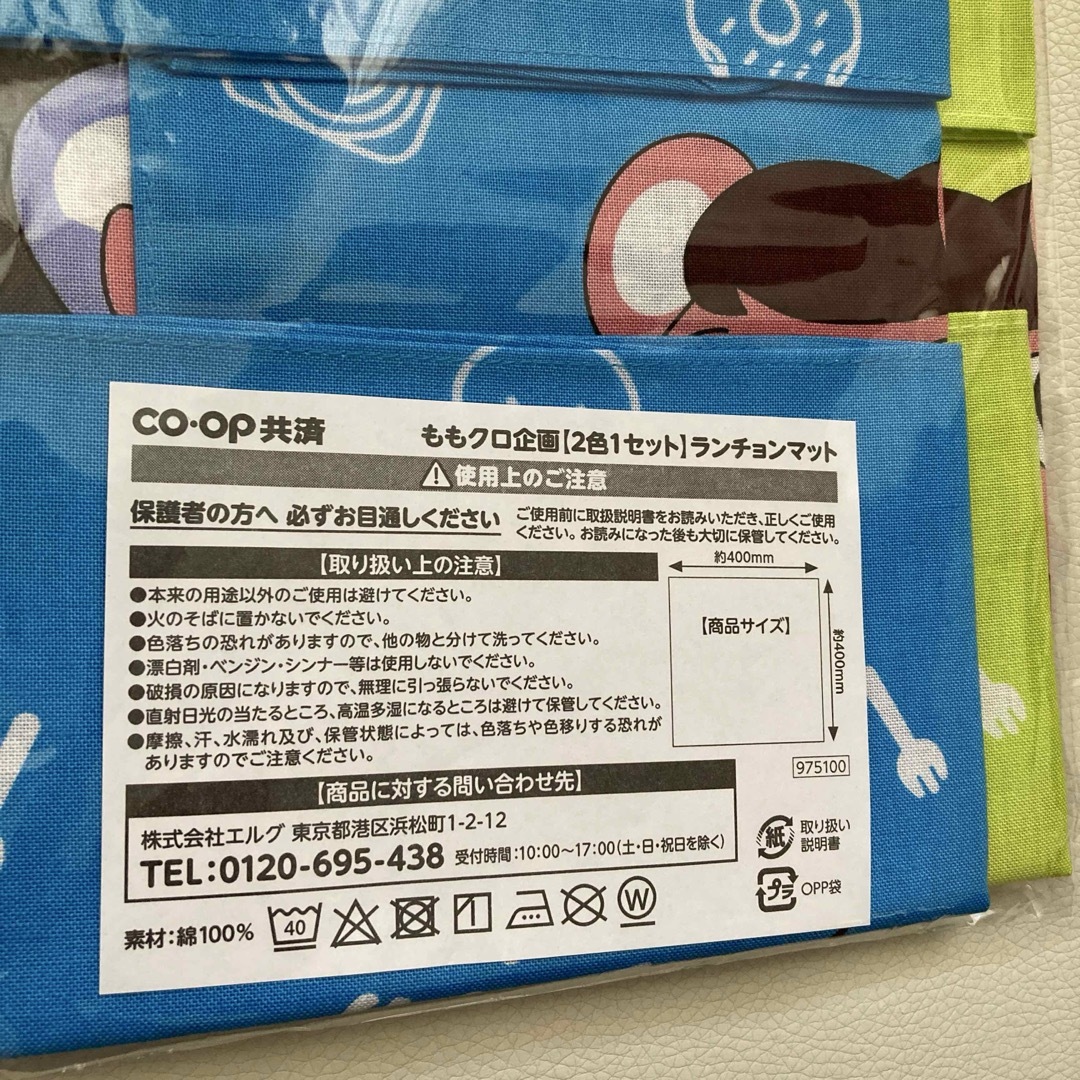 CO・OP共済
ももクロ企画【2色1セット】ランチョンマット
使用上のご注意
保護者の方へ 必ずお目通しください
ご使用前に取扱説明書をお読みいただき、正しくご使用
ください。お読みになった後も大切に保管してください。
【取り扱い上の注意】
●本来の用途以外のご使用は避けてください。
●火のそばに置かないでください。
●色落ちの恐れがありますので、他の物と分けて洗ってください。
●漂白剤・ベンジン・シンナー等は使用しないでください。
●破損の原因になりますので、無理に引っ張らないでください。
●直射日光の当たるところ、高温多湿になるところは避けて保管してください。
●摩擦、汗、水濡れ及び、保管状態によっては、色落ちや色移りする恐れが
ありますのでご注意ください。
約400mm
【商品サイズ】
約400mm
975100
【商品に対する問い合わせ先】
株式会社エルグ 東京都港区浜松町1-2-12
TEL:0120-695-438 受付時間:10:00〜17:00(土・日・祝日を除く)
紙 取り扱い
説明書
プラ OPP袋
素材:綿100%
40
W